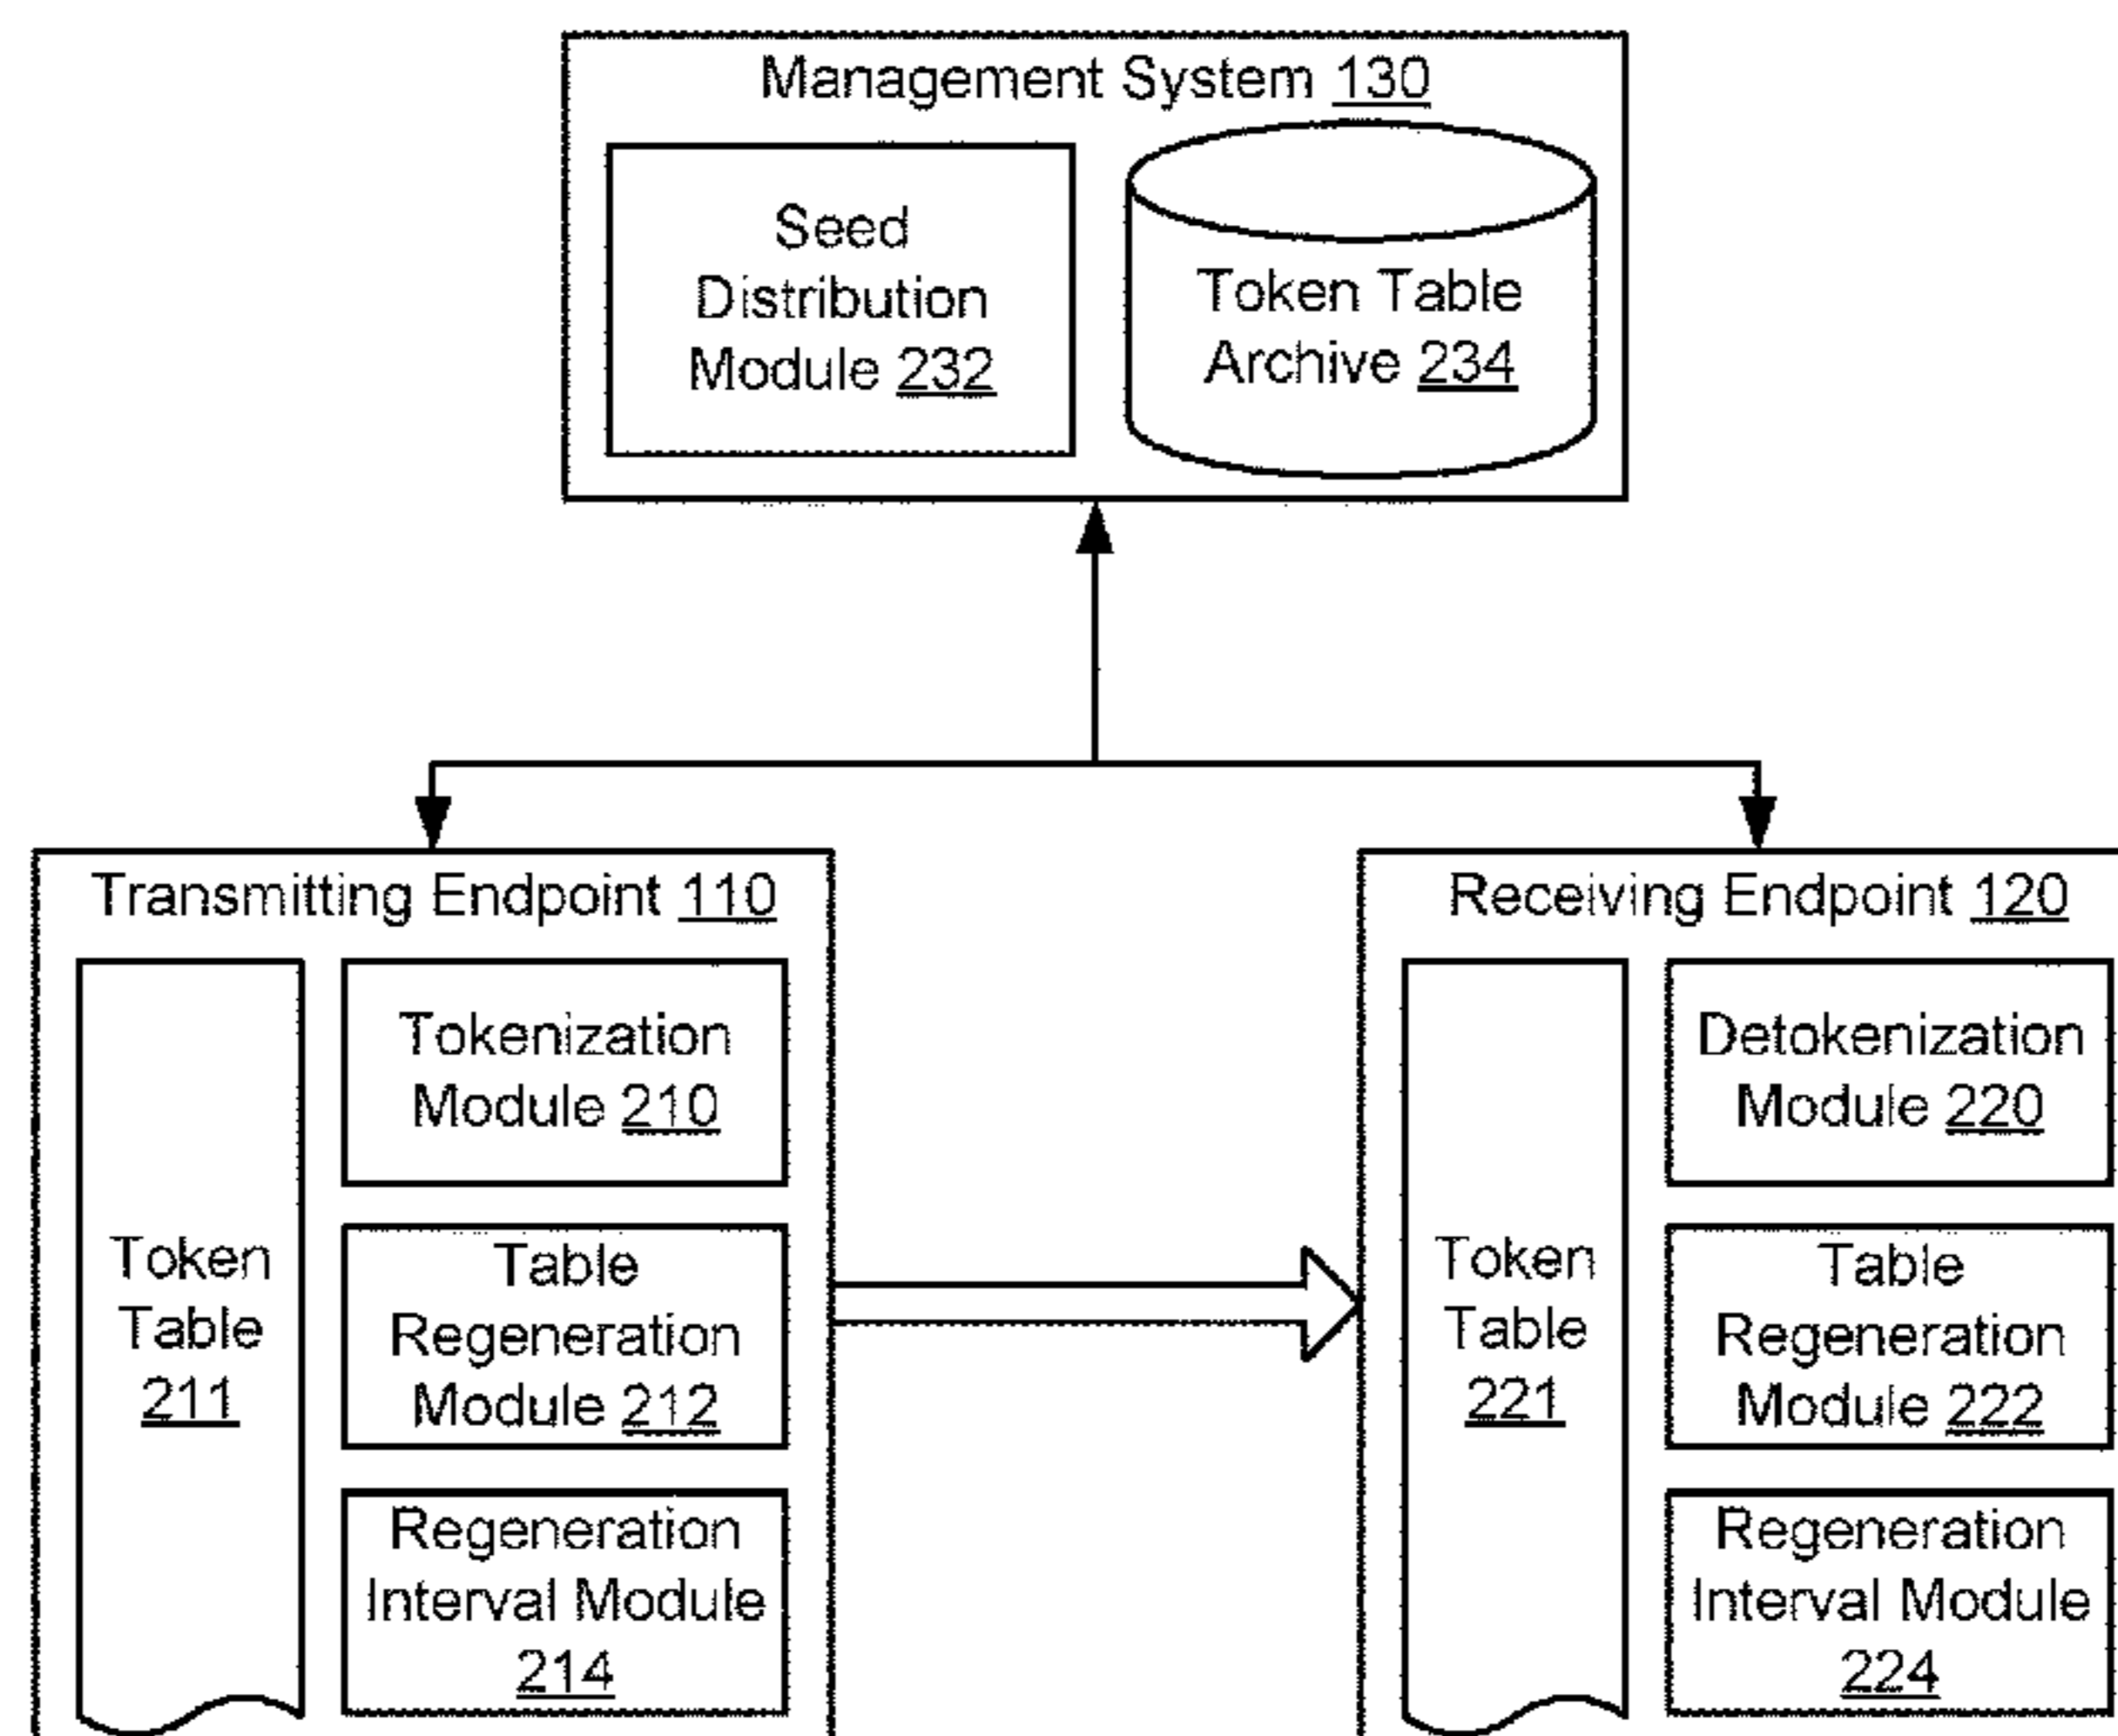 Management System 130
Seed
Distribution
Module 232
Token Table
Archive 234
Transmitting Endpoint 110
Token
Table
211
Tokenization
Module 210
Table
Regeneration
Module 212
Regeneration
Interval Module
214
Receiving Endpoint 120
Token
Table
221
Detokenization
Module 220
Table
Regeneration
Module 222
Regeneration
Interval Module
224